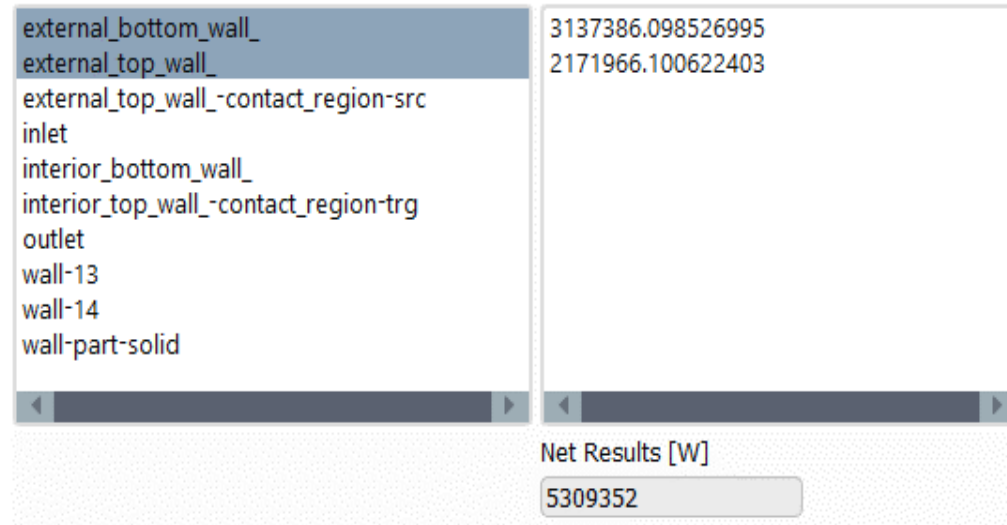 external_bottom_wall_
external_top_wall_
external_top_wall_-contact_region-src
inlet
interior_bottom_wall_
interior_top_wall_-contact_region-trg
outlet
wall-13
wall-14
wall-part-solid
3137386.098526995
2171966.100622403
Net Results [W]
5309352